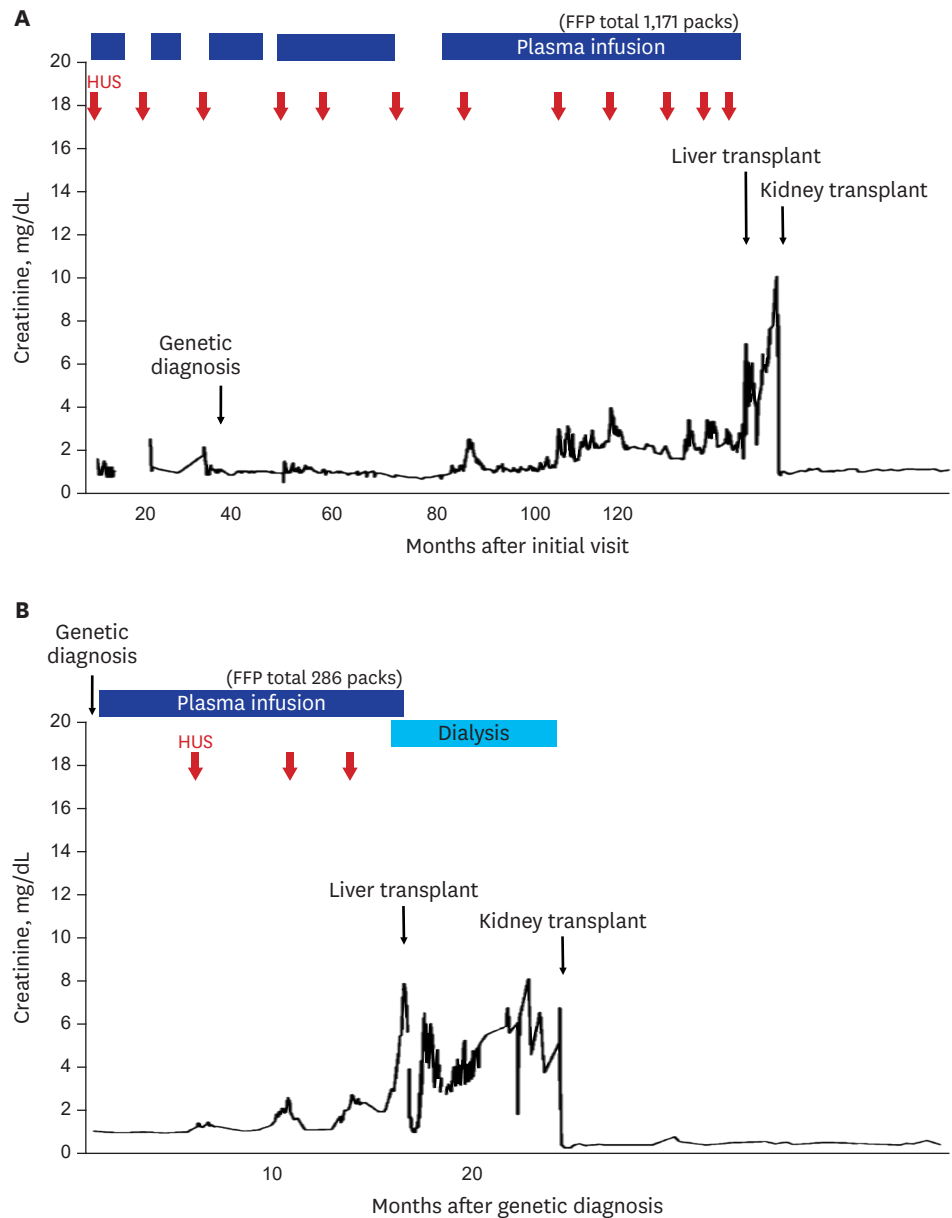 A
(FFP total 1,171 packs)
Plasma infusion
20
HUS
18
16
Liver transplant
14
Kidney transplant
12
Creatinine, mg/dL
10
8
Genetic
diagnosis
6
4
2
0
20 40 60 80 100 120
Months after initial visit
B
Genetic
diagnosis
(FFP total 286 packs)
Plasma infusion
20
Dialysis
HUS
18
16
14
12
Liver transplant
Kidney transplant
Creatinine, mg/dL
10
8
6
4
2
0
10 20
Months after genetic diagnosis